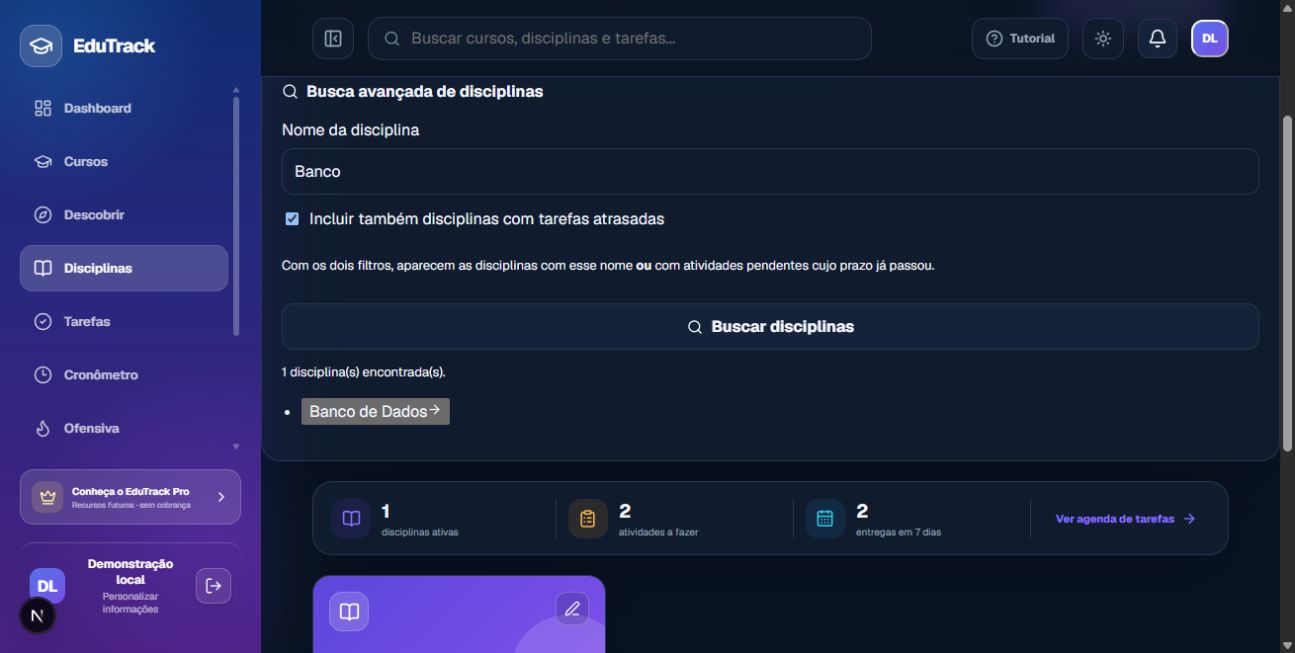 EduTrack
Dashboard
Cursos
Descobrir
Disciplinas
Tarefas
Cronômetro
Ofensiva
Conheça o EduTrack Pro
Recursos futuros · sem cobrança
DL
Demonstração
local
Personalizar
informações
N
Buscar cursos, disciplinas e tarefas...
Tutorial
DL
Busca avançada de disciplinas
Nome da disciplina
Banco
Incluir também disciplinas com tarefas atrasadas
Com os dois filtros, aparecem as disciplinas com esse nome ou com atividades pendentes cujo prazo já passou.
Buscar disciplinas
1 disciplina(s) encontrada(s).
• Banco de Dados→
1
disciplinas ativas
2
atividades a fazer
2
entregas em 7 dias
Ver agenda de tarefas →